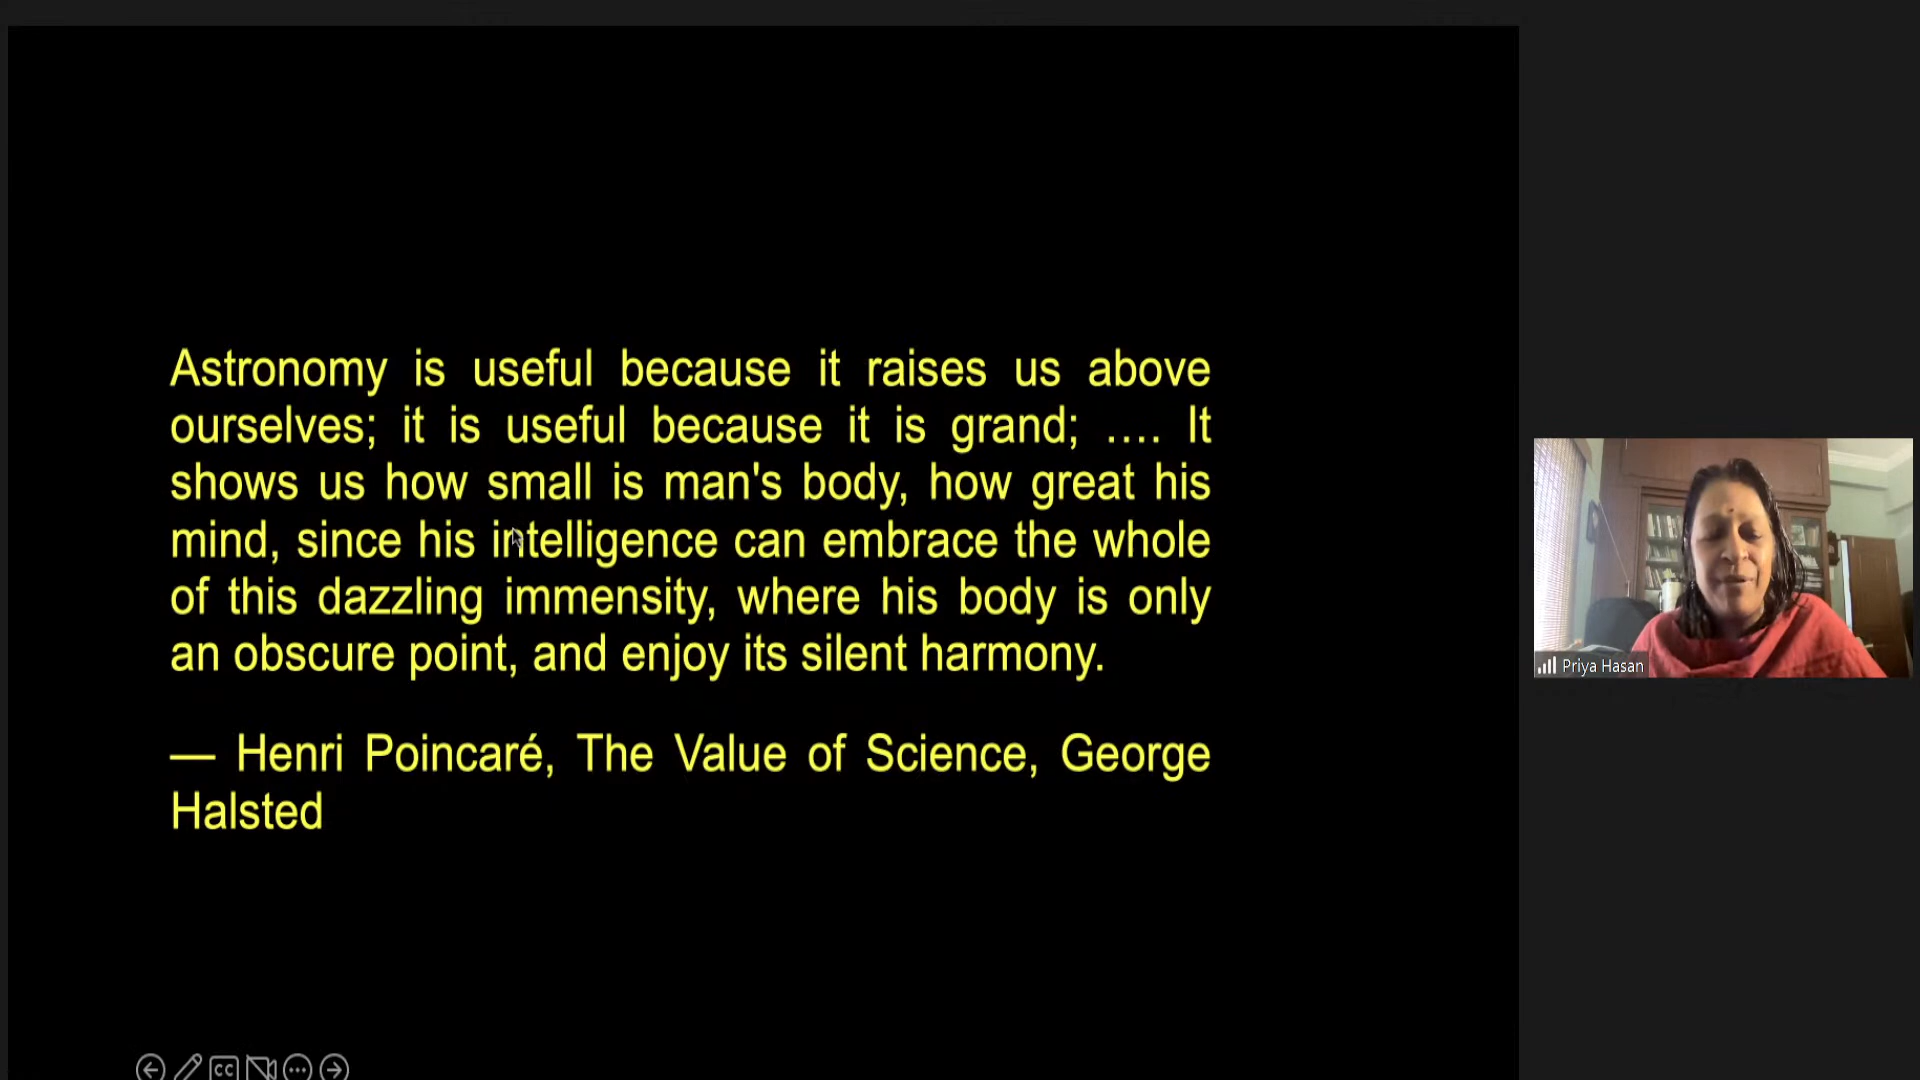 Astronomy is useful because it raises us above
ourselves; it is useful because it is grand; .... It
shows us how small is man's body, how great his
mind, since his intelligence can embrace the whole
of this dazzling immensity, where his body is only
an obscure point, and enjoy its silent harmony.
— Henri Poincaré, The Value of Science, George
Halsted
Priya Hasan
CC